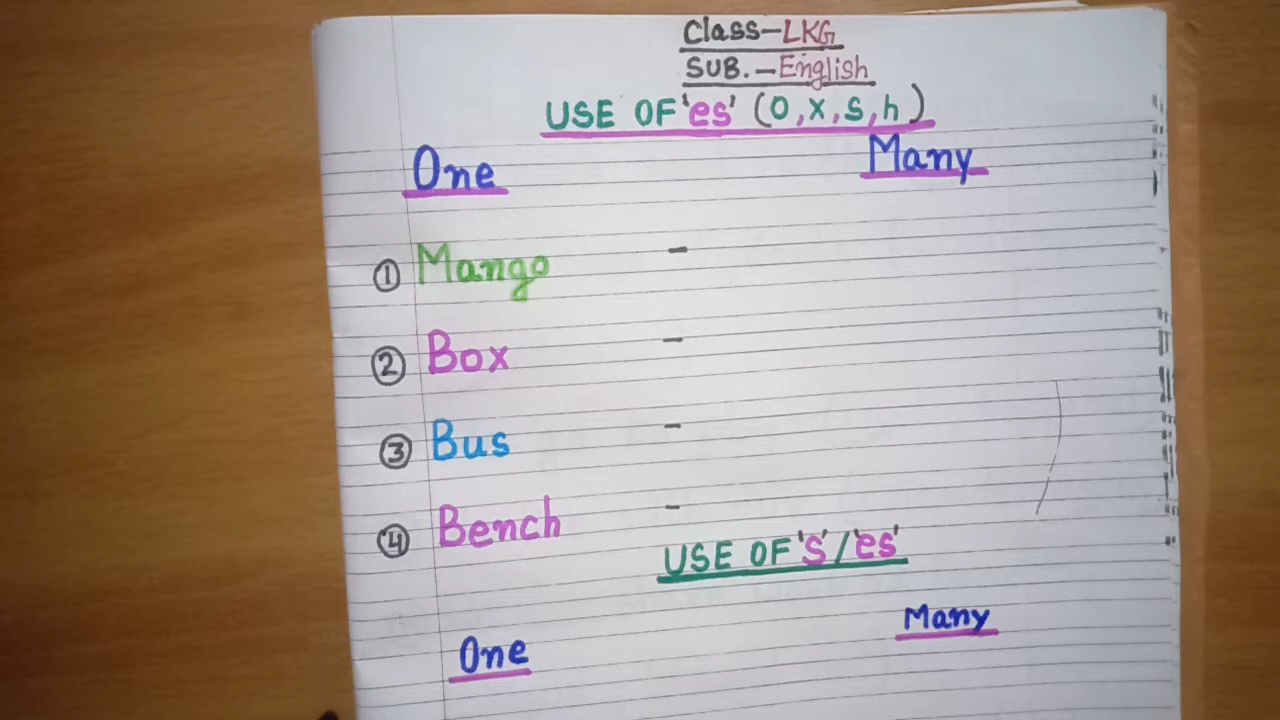 Class-LKG
SUB.-English
USE OF 'es' (o,x,s,h)
One Many
① Mango -
② Box -
③ Bus -
④ Bench -
USE OF 's'/'es'
One Many